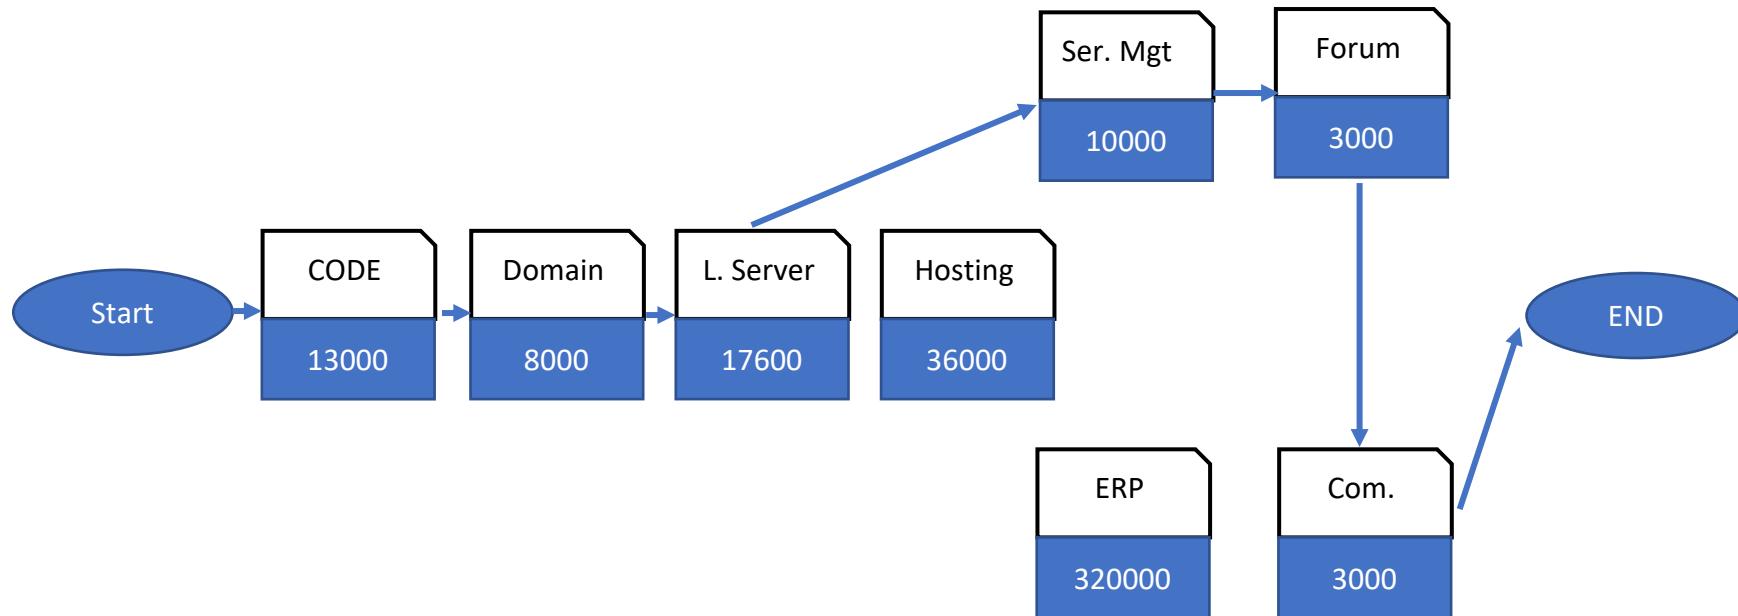 Ser. Mgt
10000
Forum
3000
Start
CODE
13000
Domain
8000
L. Server
17600
Hosting
36000
END
ERP
320000
Com.
3000